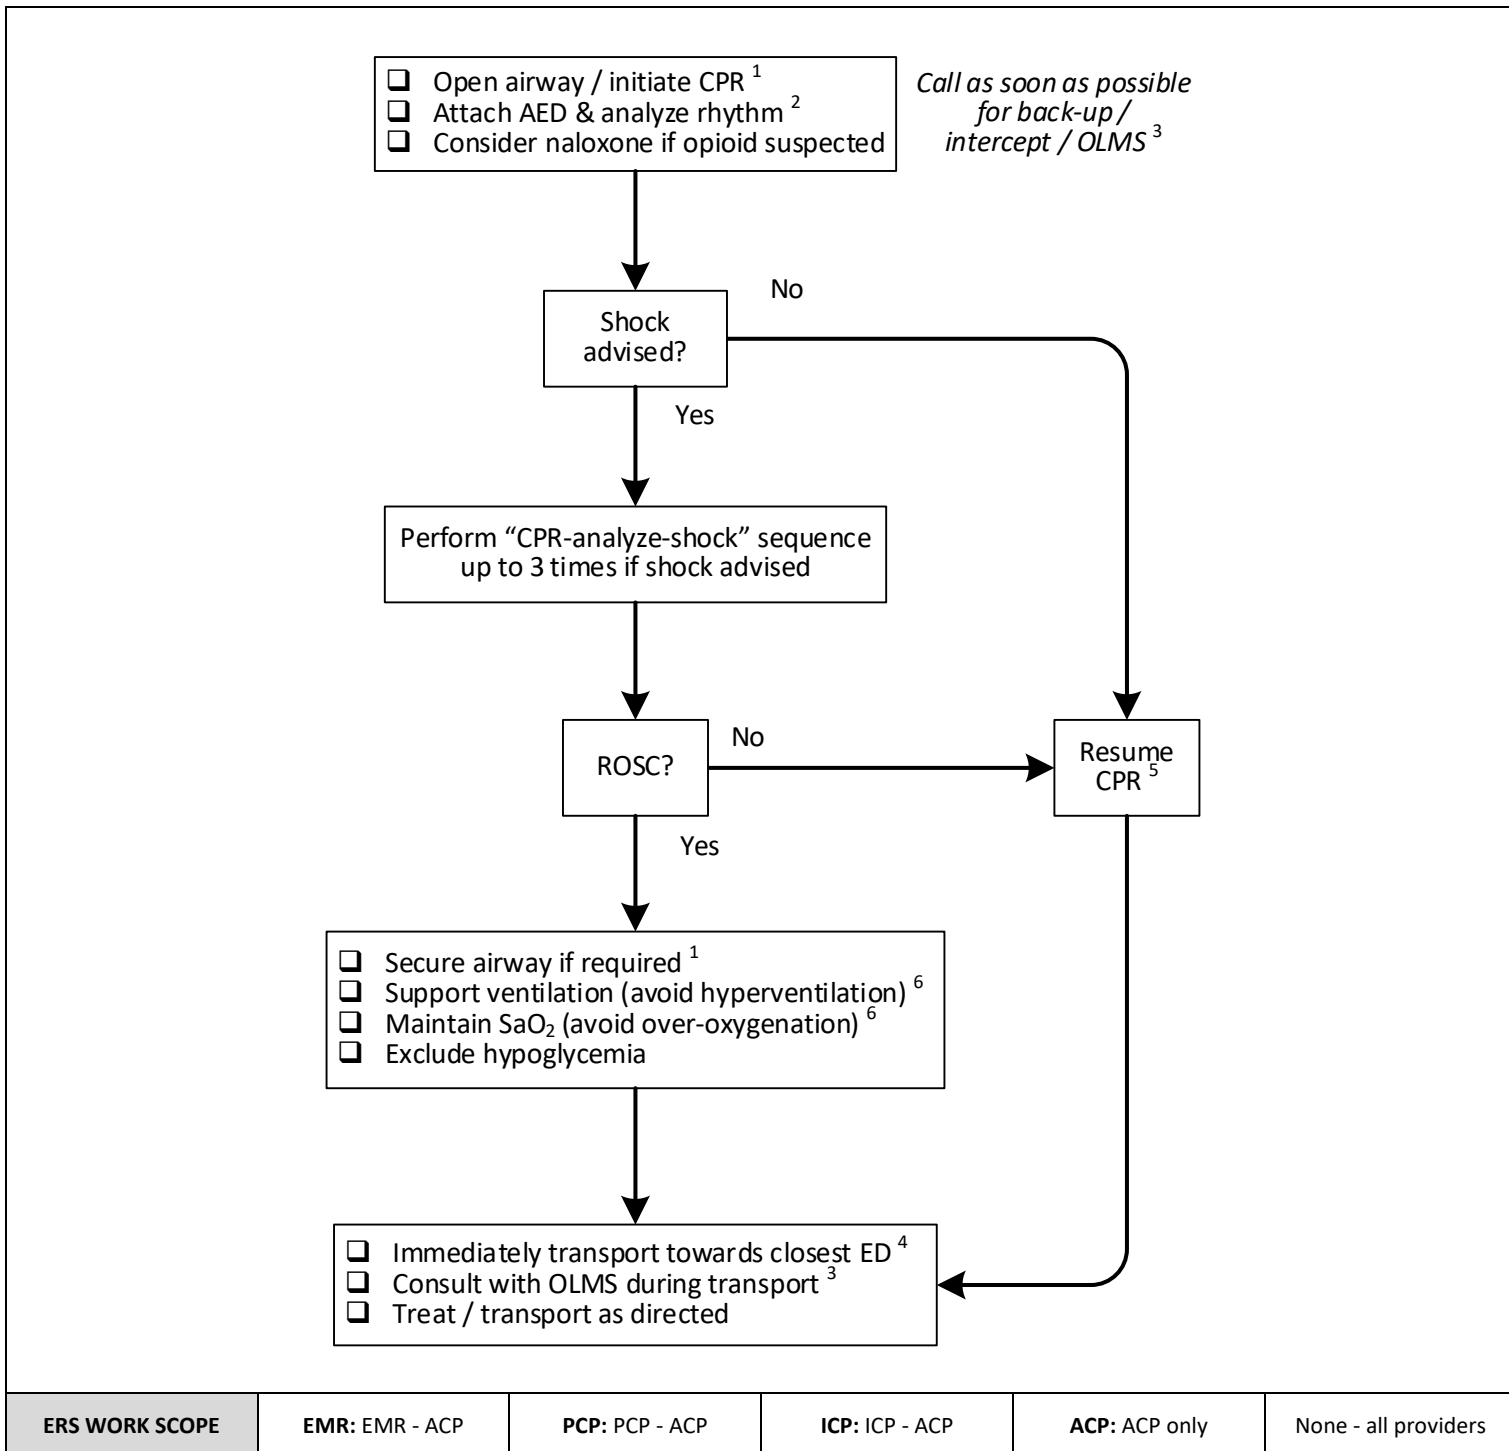 ❑ Open airway / initiate CPR 1
❑ Attach AED & analyze rhythm 2
❑ Consider naloxone if opioid suspected
Call as soon as possible
for back-up /
intercept / OLMS 3
Shock
advised?
No
Yes
Perform “CPR-analyze-shock” sequence
up to 3 times if shock advised
ROSC?
No
Resume
CPR 5
Yes
❑ Secure airway if required 1
❑ Support ventilation (avoid hyperventilation) 6
❑ Maintain SaO2 (avoid over-oxygenation) 6
❑ Exclude hypoglycemia
❑ Immediately transport towards closest ED 4
❑ Consult with OLMS during transport 3
❑ Treat / transport as directed
ERS WORK SCOPE
EMR: EMR - ACP
PCP: PCP - ACP
ICP: ICP - ACP
ACP: ACP only
None - all providers